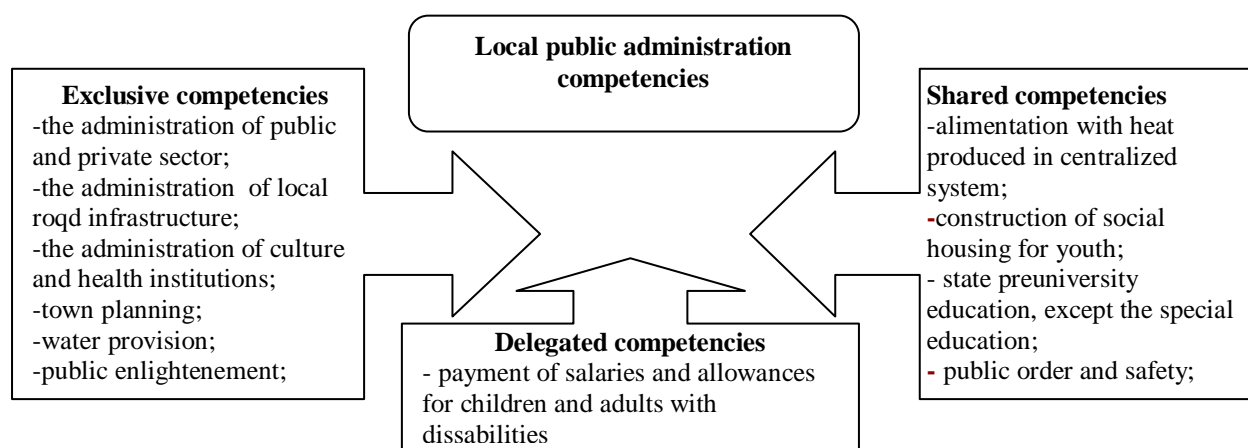 Local public administration
competencies
Exclusive competencies
-the administration of public
and private sector;
-the administration of local
roqd infrastructure;
-the administration of culture
and health institutions;
-town planning;
-water provision;
-public enlightenement;
Shared competencies
-alimentation with heat
produced in centralized
system;
-construction of social
housing for youth;
- state preuniversity
education, except the special
education;
- public order and safety;
Delegated competencies
- payment of salaries and allowances
for children and adults with
dissabilities